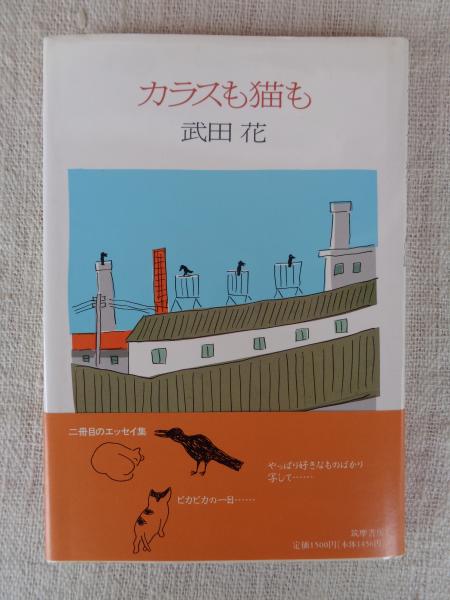 カラスも猫も
武田 花
二冊目のエッセイ集
やっぱり好きなものばかり
写して……
ピカピカの一日……
筑摩書房
定価1500円(本体1456円)